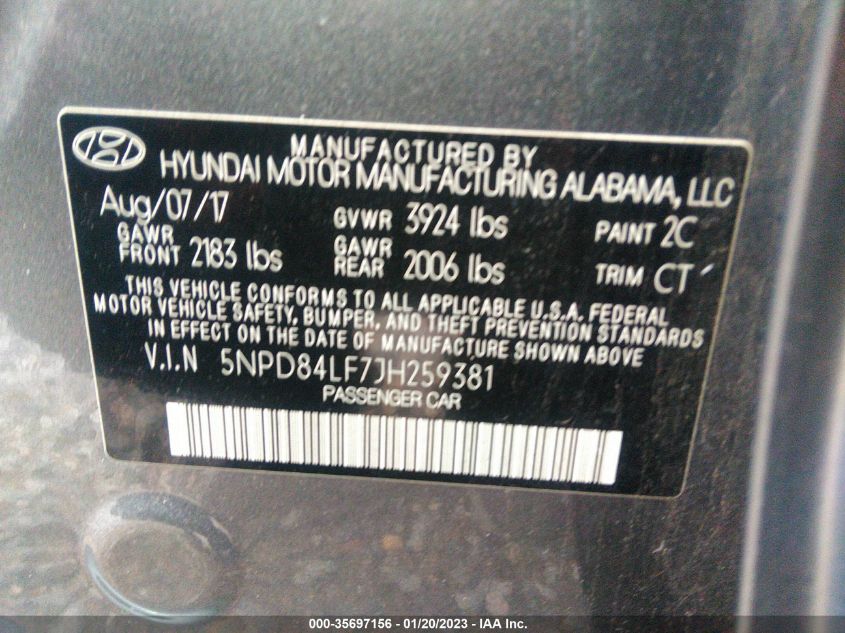 MANUFACTURED BY
HYUNDAI MOTOR MANUFACTURING ALABAMA, LLC
Aug/07/17 GVWR 3924 lbs PAINT 2C
GAWR FRONT 2183 lbs GAWR REAR 2006 lbs TRIM CT
THIS VEHICLE CONFORMS TO ALL APPLICABLE U.S.A. FEDERAL
MOTOR VEHICLE SAFETY, BUMPER, AND THEFT PREVENTION STANDARDS
IN EFFECT ON THE DATE OF MANUFACTURE SHOWN ABOVE
V.I.N 5NPD84LF7JH259381
PASSENGER CAR
000-35697156 - 01/20/2023 - IAA Inc.